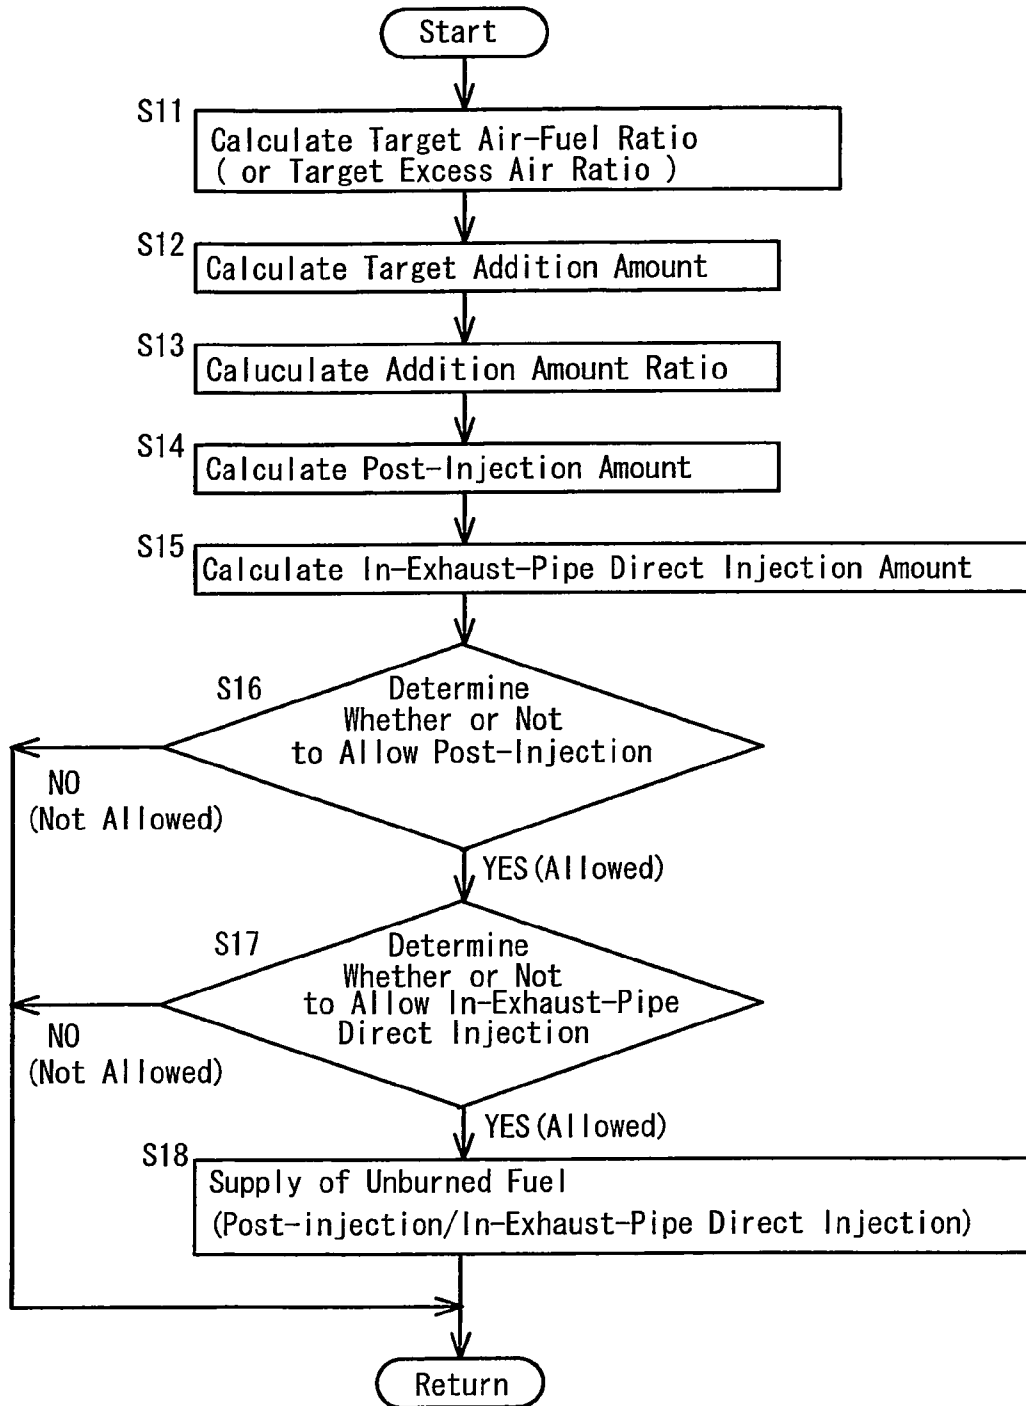 Start
S11
Calculate Target Air-Fuel Ratio
( or Target Excess Air Ratio )
S12
Calculate Target Addition Amount
S13
Caluculate Addition Amount Ratio
S14
Calculate Post-Injection Amount
S15
Calculate In-Exhaust-Pipe Direct Injection Amount
S16
Determine
Whether or Not
to Allow Post-Injection
NO
(Not Allowed)
YES(Allowed)
S17
Determine
Whether or Not
to Allow In-Exhaust-Pipe
Direct Injection
NO
(Not Allowed)
YES(Allowed)
S18
Supply of Unburned Fuel
(Post-injection/In-Exhaust-Pipe Direct Injection)
Return